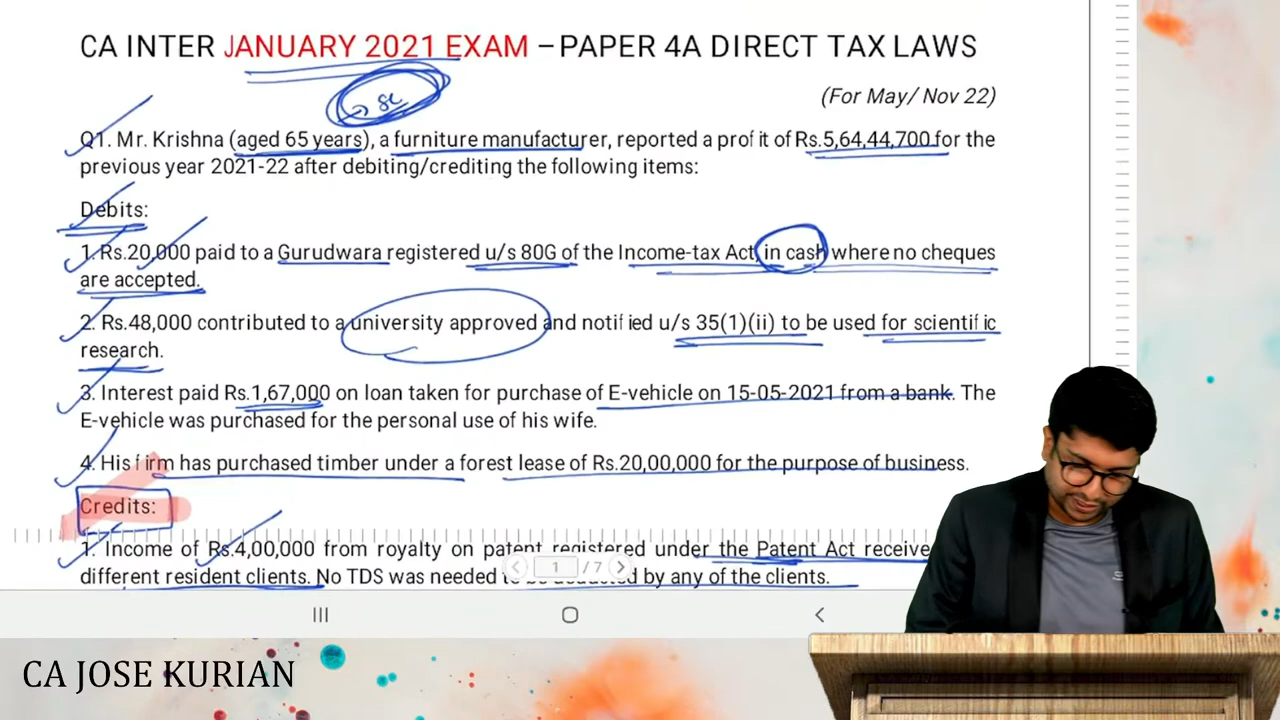 CA INTER JANUARY 2021 EXAM – PAPER 4A DIRECT TAX LAWS
(For May/ Nov 22)
Q1. Mr. Krishna (aged 65 years), a furniture manufacturer, reported a profit of Rs.5,64,44,700 for the
previous year 2021-22 after debiting/crediting the following items:
Debits:
1. Rs.20,000 paid to a Gurudwara registered u/s 80G of the Income-tax Act, in cash where no cheques
are accepted.
2. Rs.48,000 contributed to a university approved and notified u/s 35(1)(ii) to be used for scientific
research.
3. Interest paid Rs.1,67,000 on loan taken for purchase of E-vehicle on 15-05-2021 from a bank. The
E-vehicle was purchased for the personal use of his wife.
4. His firm has purchased timber under a forest lease of Rs.20,00,000 for the purpose of business.
Credits:
1. Income of Rs.4,00,000 from royalty on patent registered under the Patent Act receive
different resident clients. No TDS was needed by any of the clients.
1 / 7
CA JOSE KURIAN